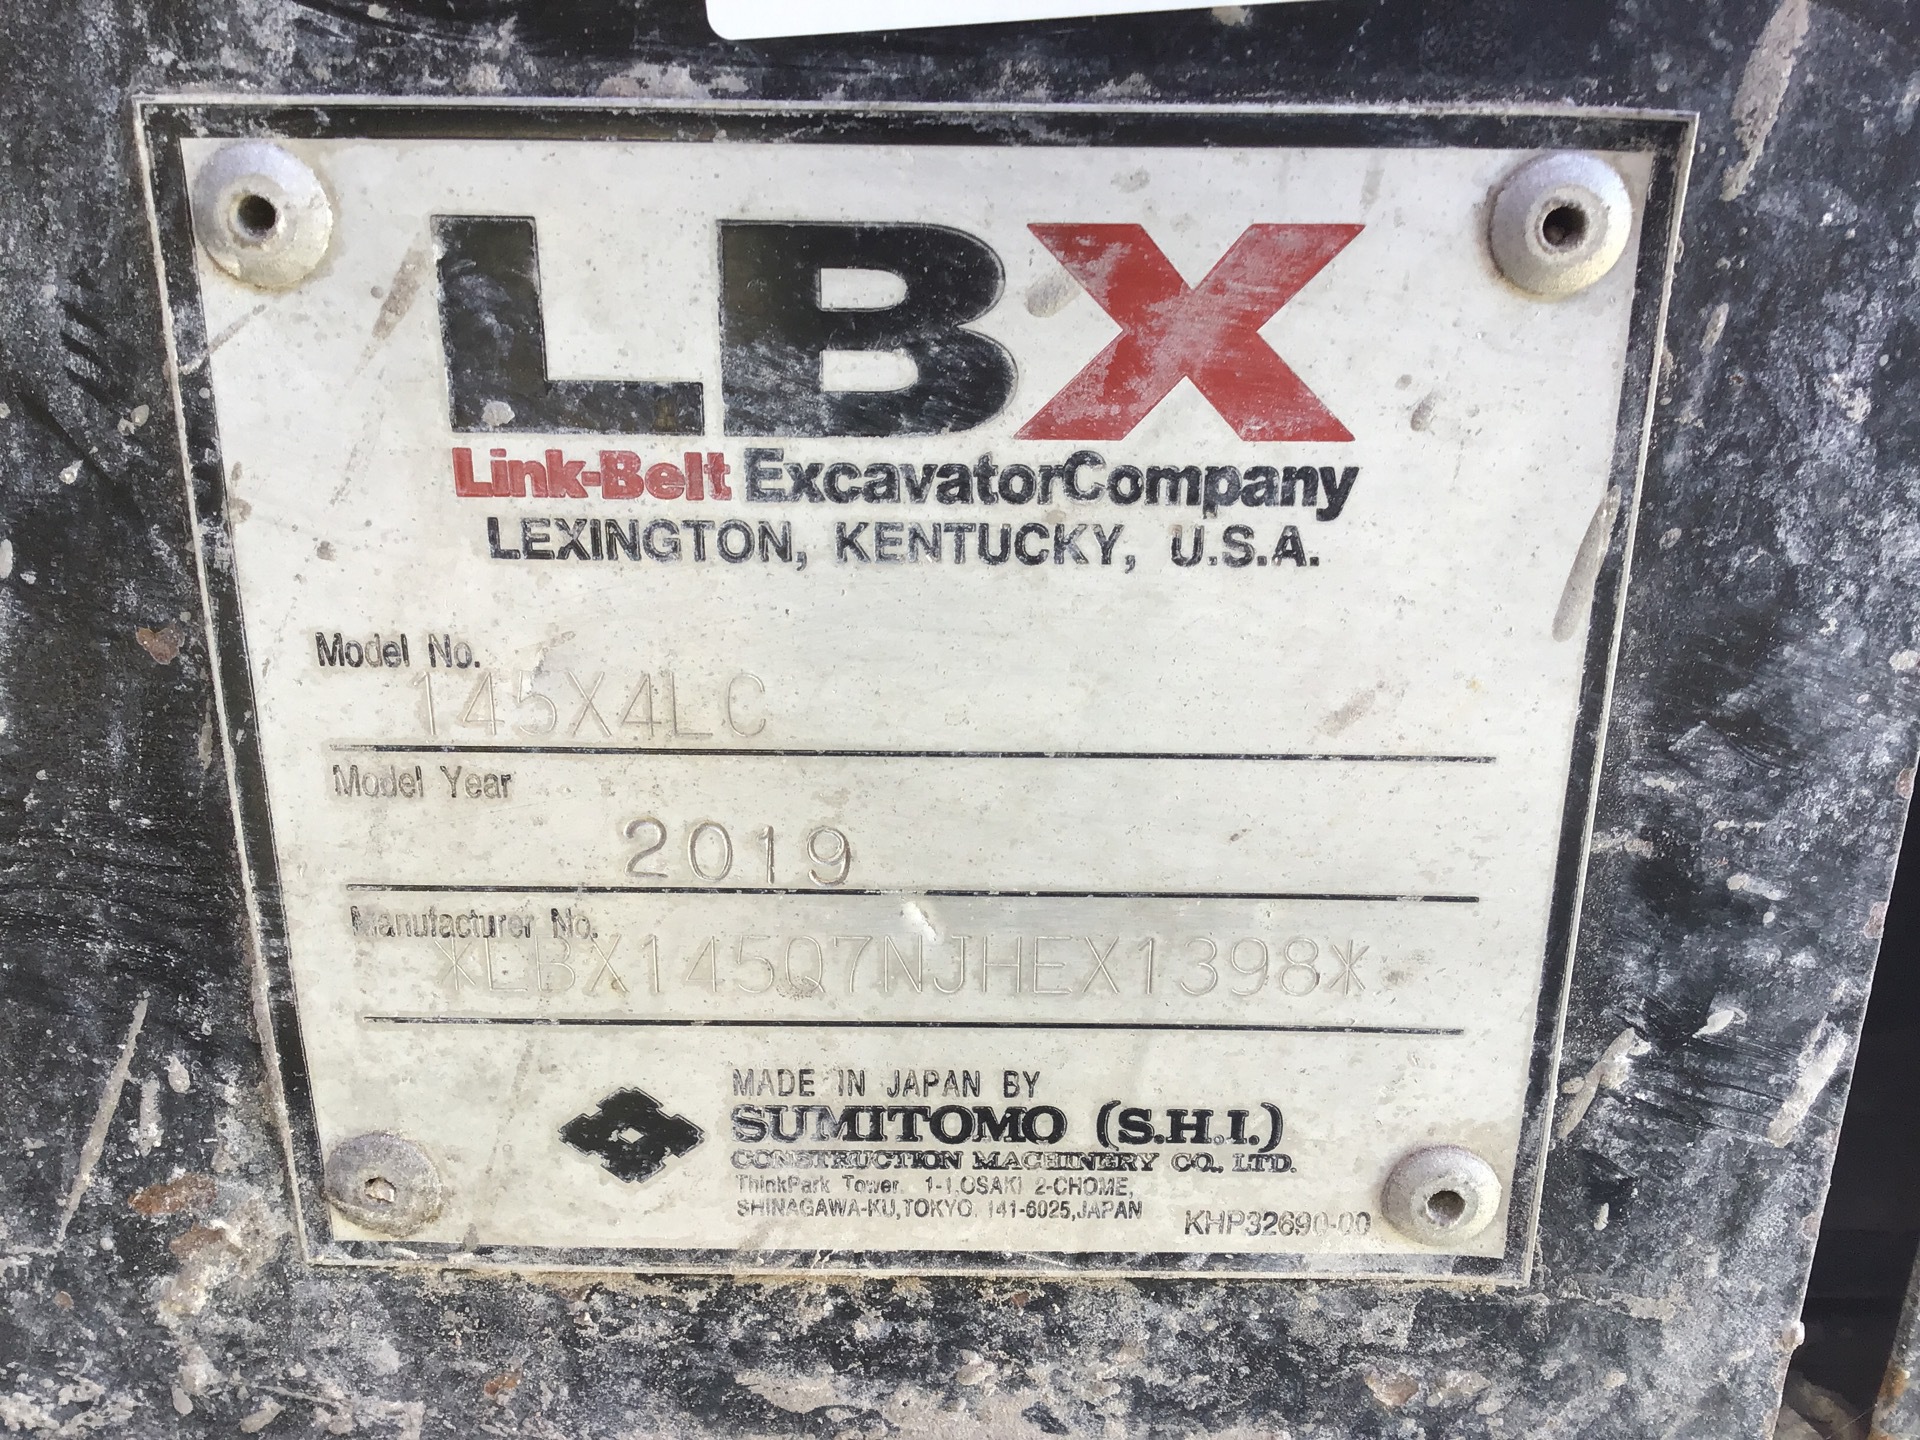 LBX
Link-Belt ExcavatorCompany
LEXINGTON, KENTUCKY, U.S.A.
Model No.
145X4LC
Model Year
2019
Manufacturer No.
*LBX145Q7NJHEX1398*
MADE IN JAPAN BY
SUMITOMO (S.H.I.)
CONSTRUCTION MACHINERY CO., LTD.
ThinkPark Tower, 1-1, OSAKI 2-CHOME,
SHINAGAWA-KU, TOKYO, 141-6025, JAPAN
KHP32690-00